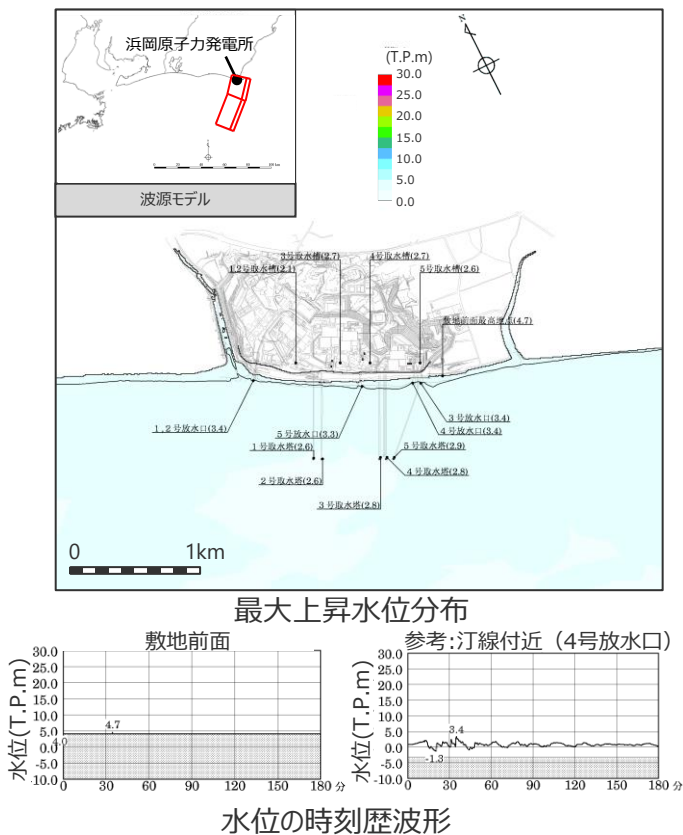 浜岡原子力発電所
N
(T.P.m)
30.0
25.0
20.0
15.0
10.0
5.0
0.0
0 20 40 60 80 100 km
波源モデル
3号取水槽(2.7)
4号取水槽(2.7)
1,2号取水槽(2.1)
5号取水槽(2.6)
敷地前面最高地点(4.7)
1,2号放水口(3.4)
5号放水口(3.3)
3号放水口(3.4)
4号放水口(3.4)
1号取水塔(2.6)
5号取水塔(2.9)
2号取水塔(2.6)
4号取水塔(2.8)
3号取水塔(2.8)
0 1km
最大上昇水位分布
敷地前面
水位(T.P.m)
30.0
25.0
20.0
15.0
10.0
5.0
0.0
-5.0
-10.0
4.7
4.0
0 30 60 90 120 150 180 分
参考:汀線付近（4号放水口）
水位(T.P.m)
30.0
25.0
20.0
15.0
10.0
5.0
0.0
-5.0
-10.0
3.4
-1.3
0 30 60 90 120 150 180 分
水位の時刻歴波形